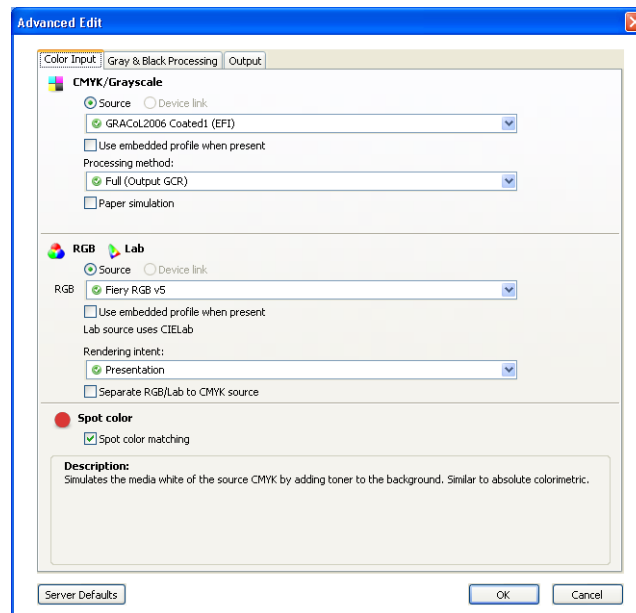 Advanced Edit
Color Input Gray & Black Processing Output
CMYK/Grayscale
Source Device link
GRACoL2006 Coated1 (EFI)
Use embedded profile when present
Processing method:
Full (Output GCR)
Paper simulation
RGB Lab
Source Device link
RGB Fiery RGB v5
Use embedded profile when present
Lab source uses CIELab
Rendering intent:
Presentation
Separate RGB/Lab to CMYK source
Spot color
Spot color matching
Description:
Simulates the media white of the source CMYK by adding toner to the background. Similar to absolute colorimetric.
Server Defaults OK Cancel